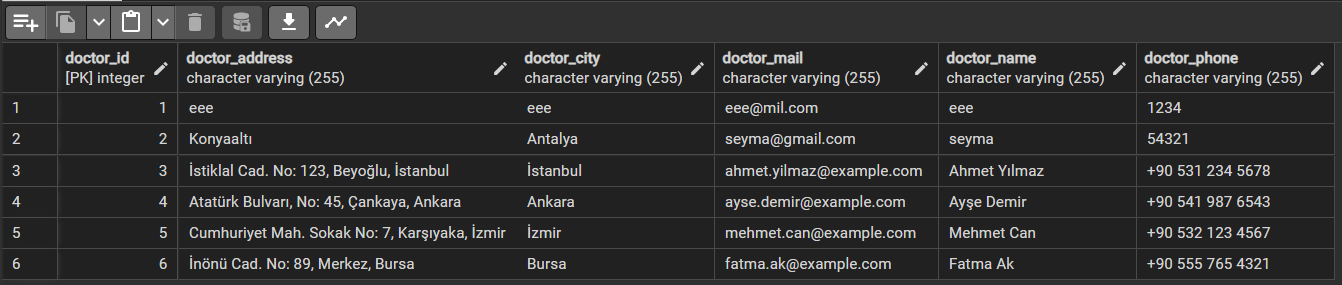 doctor_id doctor_address doctor_city doctor_mail doctor_name doctor_phone
[PK] integer character varying (255) character varying (255) character varying (255) character varying (255) character varying (255)
1 1 eee eee eee@mil.com eee 1234
2 2 Konyaaltı Antalya seyma@gmail.com seyma 54321
3 3 İstiklal Cad. No: 123, Beyoğlu, İstanbul İstanbul ahmet.yilmaz@example.com Ahmet Yılmaz +90 531 234 5678
4 4 Atatürk Bulvarı, No: 45, Çankaya, Ankara Ankara ayse.demir@example.com Ayşe Demir +90 541 987 6543
5 5 Cumhuriyet Mah. Sokak No: 7, Karşıyaka, İzmir İzmir mehmet.can@example.com Mehmet Can +90 532 123 4567
6 6 İnönü Cad. No: 89, Merkez, Bursa Bursa fatma.ak@example.com Fatma Ak +90 555 765 4321